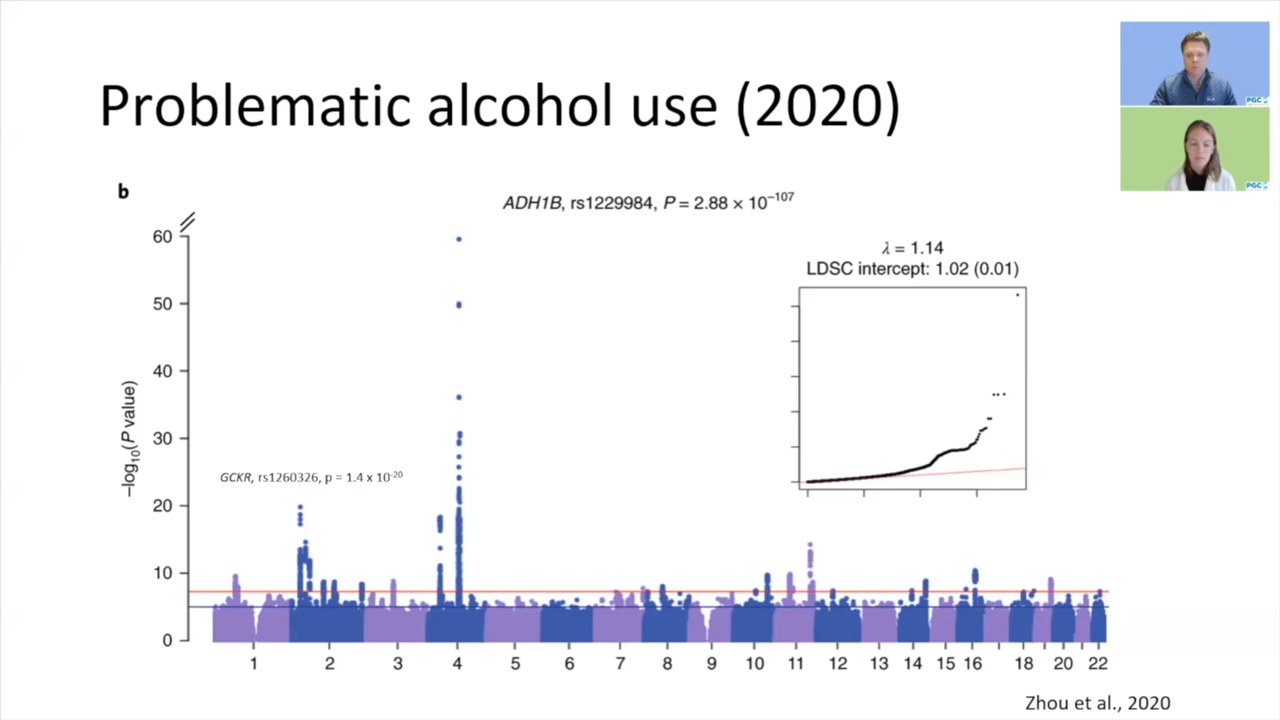 Problematic alcohol use (2020)
PGC
PGC
b
ADH1B, rs1229984, P = 2.88 × 10⁻¹⁰⁷
λ = 1.14
LDSC intercept: 1.02 (0.01)
GCKR, rs1260326, p = 1.4 x 10⁻²⁰
–log₁₀(P value)
60
50
40
30
20
10
0
1 2 3 4 5 6 7 8 9 10 11 12 13 14 15 16 18 20 22
Zhou et al., 2020